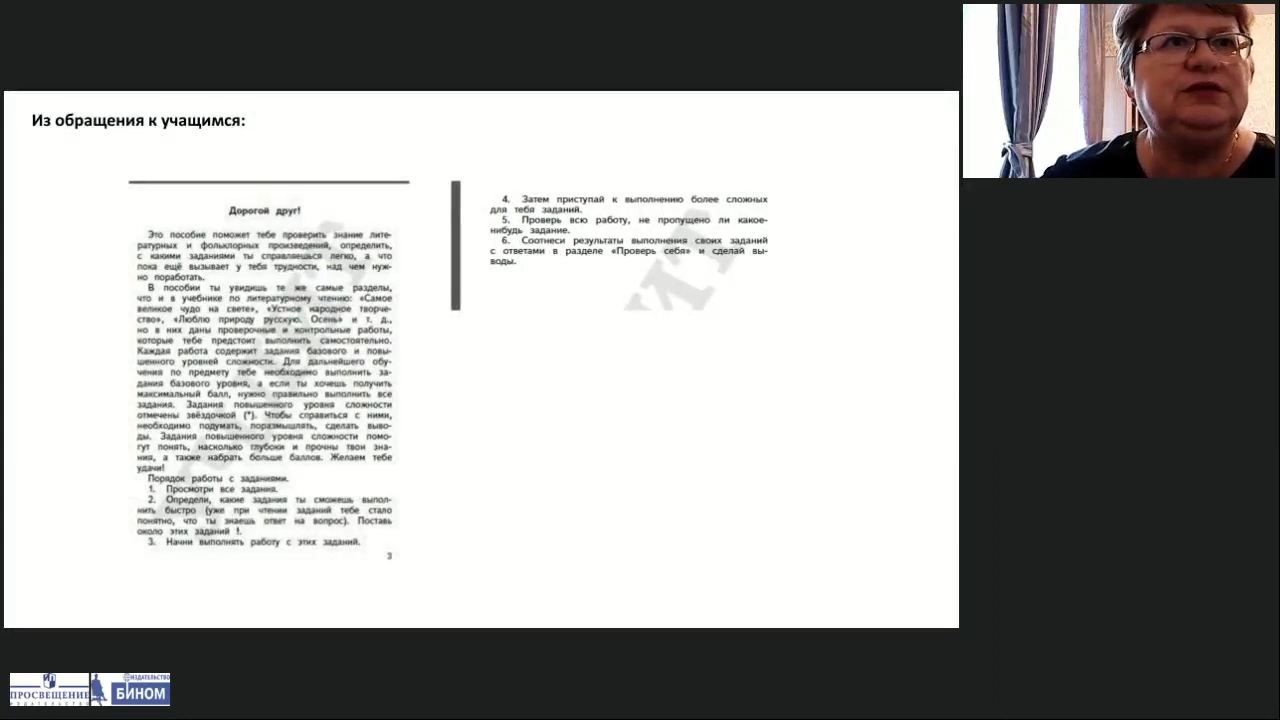 Из обращения к учащимся:
Дорогой друг!
Это пособие поможет тебе проверить знание лите-
ратурных и фольклорных произведений, определить,
с какими заданиями ты справляешься легко, а что
пока ещё вызывает у тебя трудности, над чем нуж-
но поработать.
В пособии ты увидишь те же самые разделы,
что и в учебнике по литературному чтению: «Самое
великое чудо на свете», «Устное народное творче-
ство», «Люблю природу русскую. Осень» и т. д.,
но в них даны проверочные и контрольные работы,
которые тебе предстоит выполнить самостоятельно.
Каждая работа содержит задания базового и повы-
шенного уровней сложности. Для дальнейшего обу-
чения по предмету тебе необходимо выполнить за-
дания базового уровня, а если ты хочешь получить
максимальный балл, нужно правильно выполнить все
задания. Задания повышенного уровня сложности
отмечены звёздочкой (*). Чтобы справиться с ними,
необходимо подумать, поразмышлять, сделать выво-
ды. Задания повышенного уровня сложности помо-
гут понять, насколько глубоки и прочны твои зна-
ния, а также набрать больше баллов. Желаем тебе
удачи!
Порядок работы с заданиями.
1. Просмотри все задания.
2. Определи, какие задания ты сможешь выпол-
нить быстро (уже при чтении заданий тебе стало
понятно, что ты знаешь ответ на вопрос). Поставь
около этих заданий !.
3. Начни выполнять работу с этих заданий.
3
4. Затем приступай к выполнению более сложных
для тебя заданий.
5. Проверь всю работу, не пропущено ли какое-
нибудь задание.
6. Соотнеси результаты выполнения своих заданий
с ответами в разделе «Проверь себя» и сделай вы-
воды.
ПРОСВЕЩЕНИЕ
ИЗДАТЕЛЬСТВО
ИЗДАТЕЛЬСТВО
БИНОМ